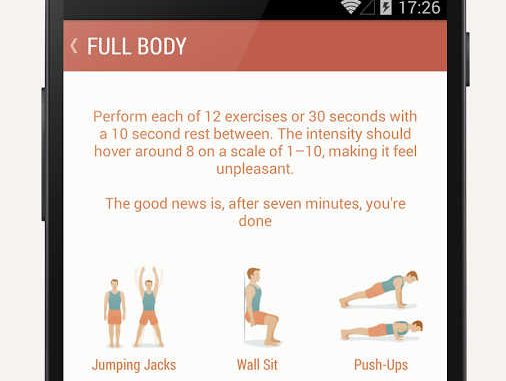 17:26
FULL BODY
Perform each of 12 exercises or 30 seconds with
a 10 second rest between. The intensity should
hover around 8 on a scale of 1–10, making it feel
unpleasant.
The good news is, after seven minutes, you're
done
Jumping Jacks Wall Sit Push-Ups